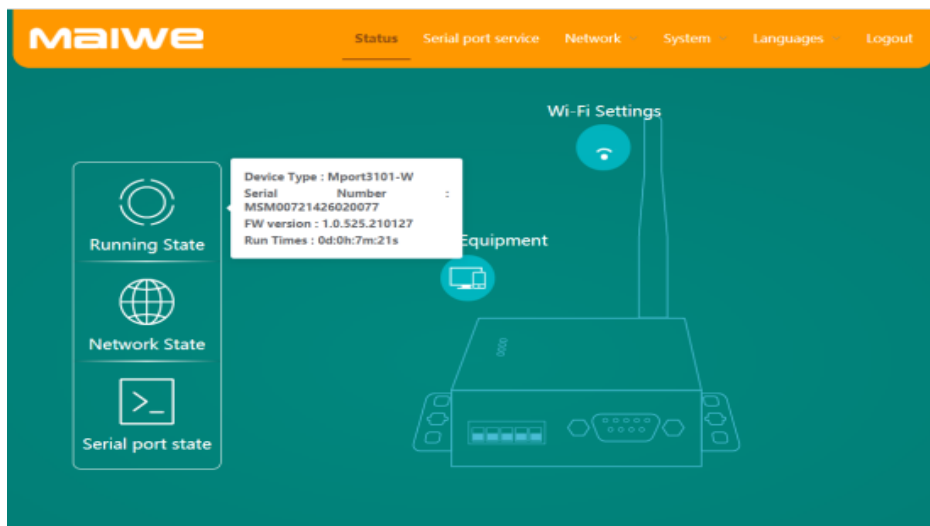 Maiwe
Status Serial port service Network System Languages Logout
Wi-Fi Settings
Device Type : Mport3101-W
Serial Number :
MSM00721426020077
FW version : 1.0.525.210127
Run Times : 0d:0h:7m:21s
Equipment
Running State
Network State
>_
Serial port state